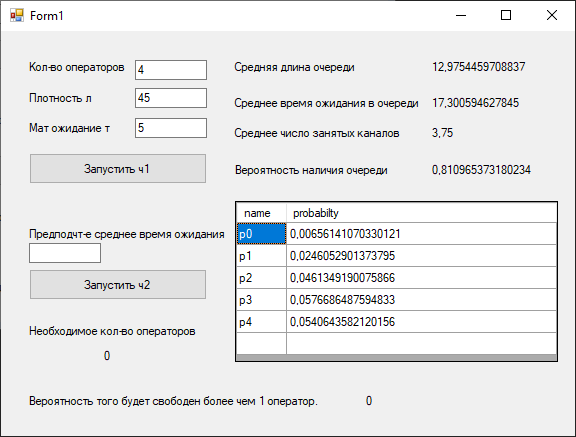 Form1
Кол-во операторов 4
Средняя длина очереди 12,9754459708837
Плотность л 45
Среднее время ожидания в очереди 17,300594627845
Мат ожидание т 5
Среднее число занятых каналов 3,75
Запустить ч1
Вероятность наличия очереди 0,810965373180234
name probabilty
p0 0,00656141070330121
p1 0,0246052901373795
p2 0,0461349190075866
p3 0,0576686487594833
p4 0,0540643582120156
Предподчт-е среднее время ожидания
Запустить ч2
Необходимое кол-во операторов
0
Вероятность того будет свободен более чем 1 оператор. 0